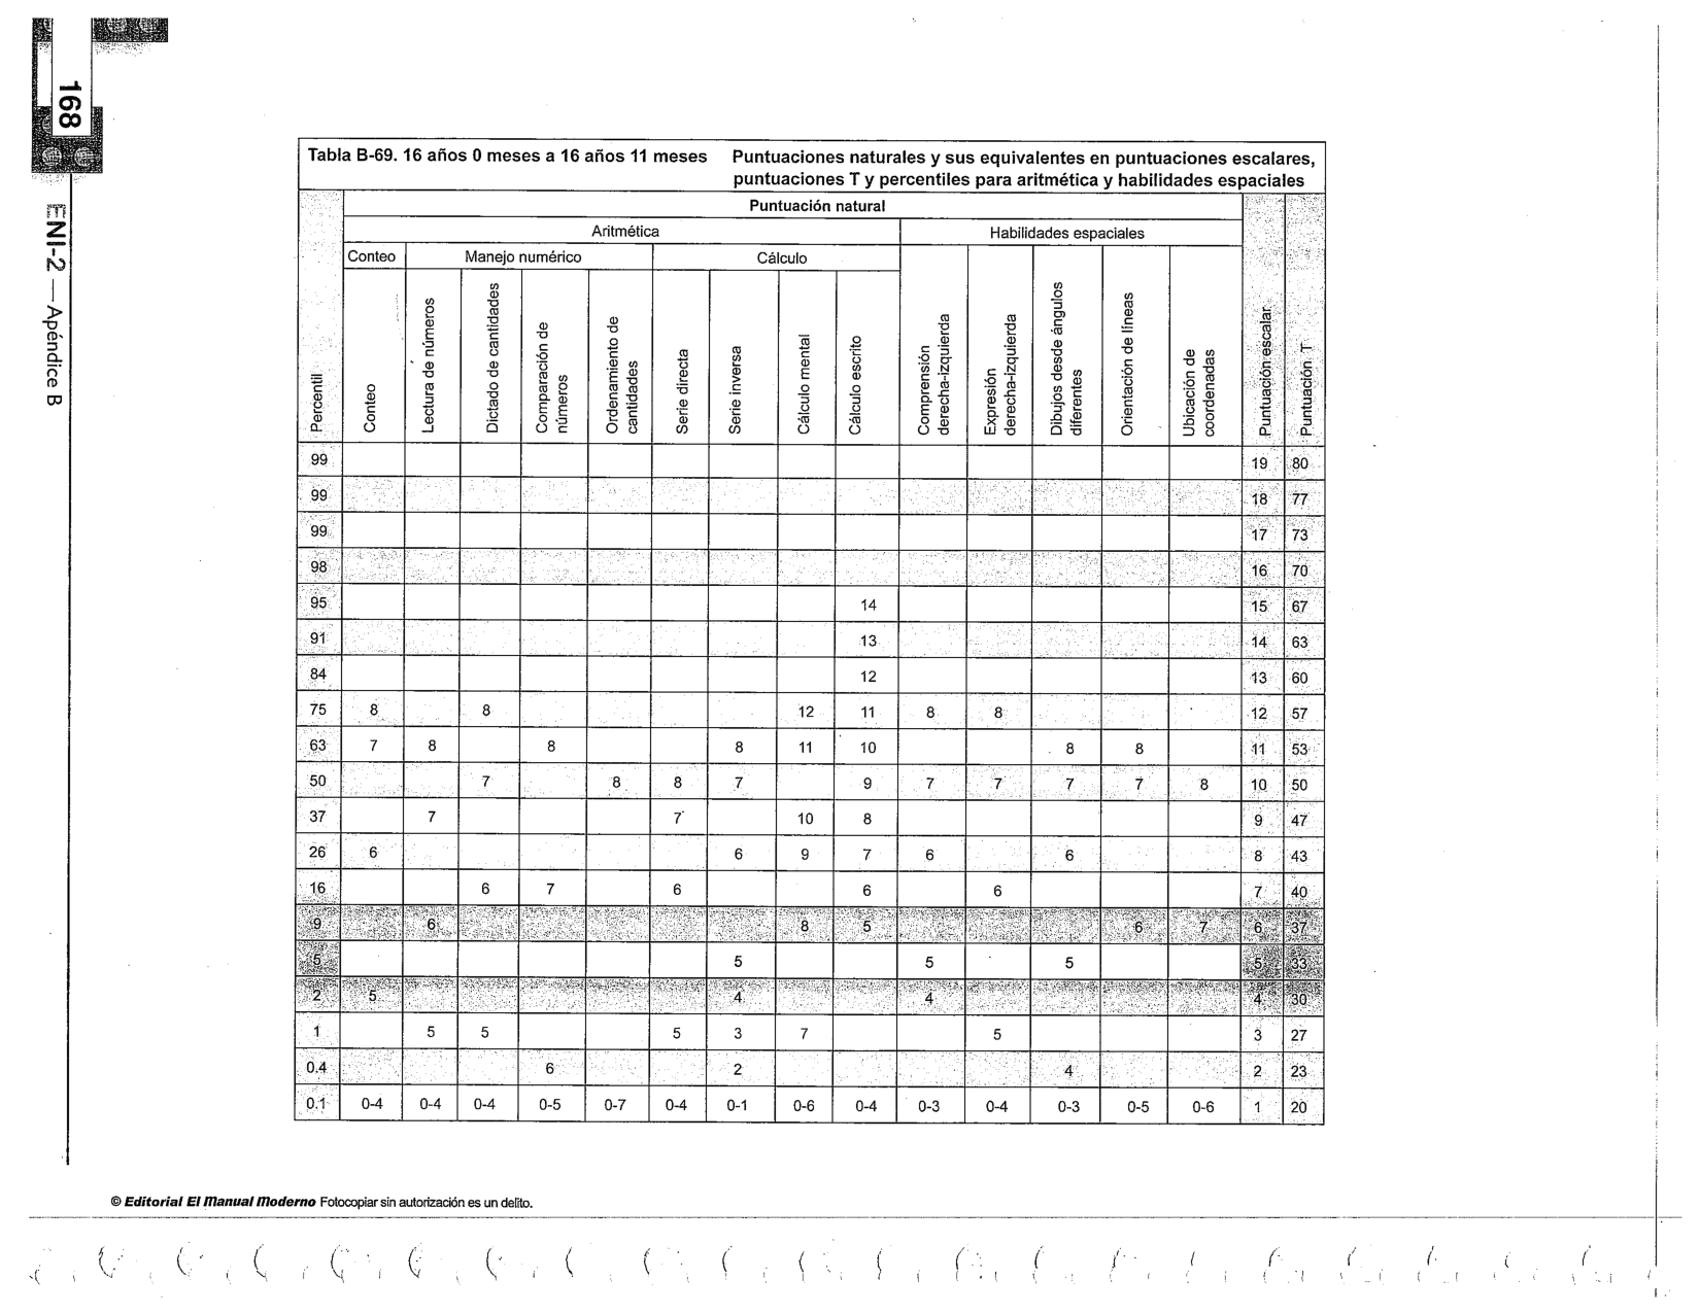 168
ENI-2 — Apéndice B
Tabla B-69. 16 años 0 meses a 16 años 11 meses Puntuaciones naturales y sus equivalentes en puntuaciones escalares,
puntuaciones T y percentiles para aritmética y habilidades espaciales
Puntuación natural
Aritmética Habilidades espaciales
Conteo Manejo numérico Cálculo
Percentil
Conteo
Lectura de números
Dictado de cantidades
Comparación de
números
Ordenamiento de
cantidades
Serie directa
Serie inversa
Cálculo mental
Cálculo escrito
Comprensión
derecha-izquierda
Expresión
derecha-izquierda
Dibujos desde ángulos
diferentes
Orientación de líneas
Ubicación de
coordenadas
Puntuación escalar
Puntuación T
99 19 80
99 18 77
99 17 73
98 16 70
95 14 15 67
91 13 14 63
84 12 13 60
75 8 8 12 11 8 8 12 57
63 7 8 8 8 11 10 8 8 11 53
50 7 8 8 7 9 7 7 7 7 8 10 50
37 7 7 10 8 9 47
26 6 6 9 7 6 6 8 43
16 6 7 6 6 6 7 40
9 6 8 5 6 7 6 37
5 5 5 5 5 33
2 5 4 4 4 30
1 5 5 5 3 7 5 3 27
0.4 6 2 4 2 23
0.1 0-4 0-4 0-4 0-5 0-7 0-4 0-1 0-6 0-4 0-3 0-4 0-3 0-5 0-6 1 20
© Editorial El Manual Moderno Fotocopiar sin autorización es un delito.